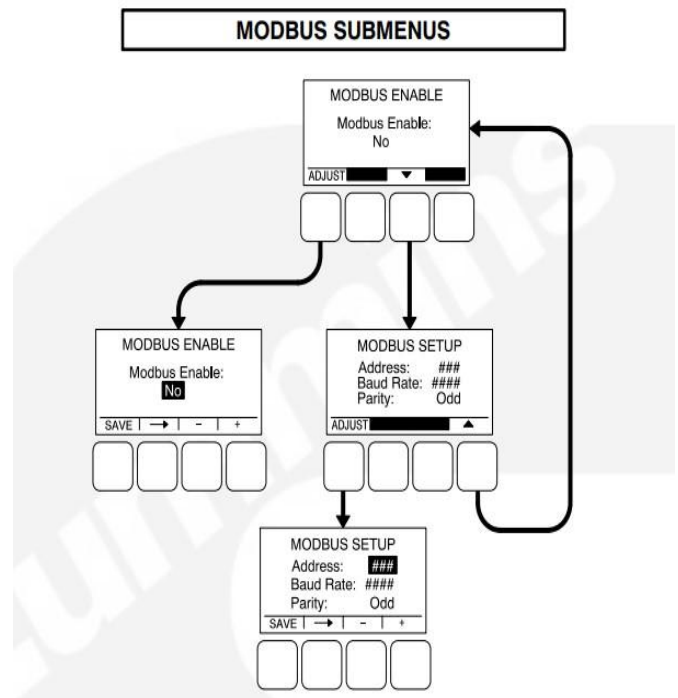 MODBUS SUBMENUS
MODBUS ENABLE
Modbus Enable:
No
ADJUST ▼
MODBUS ENABLE
Modbus Enable:
No
SAVE → - +
MODBUS SETUP
Address: ###
Baud Rate: ####
Parity: Odd
ADJUST ▲
MODBUS SETUP
Address: ###
Baud Rate: ####
Parity: Odd
SAVE → - +
cummins